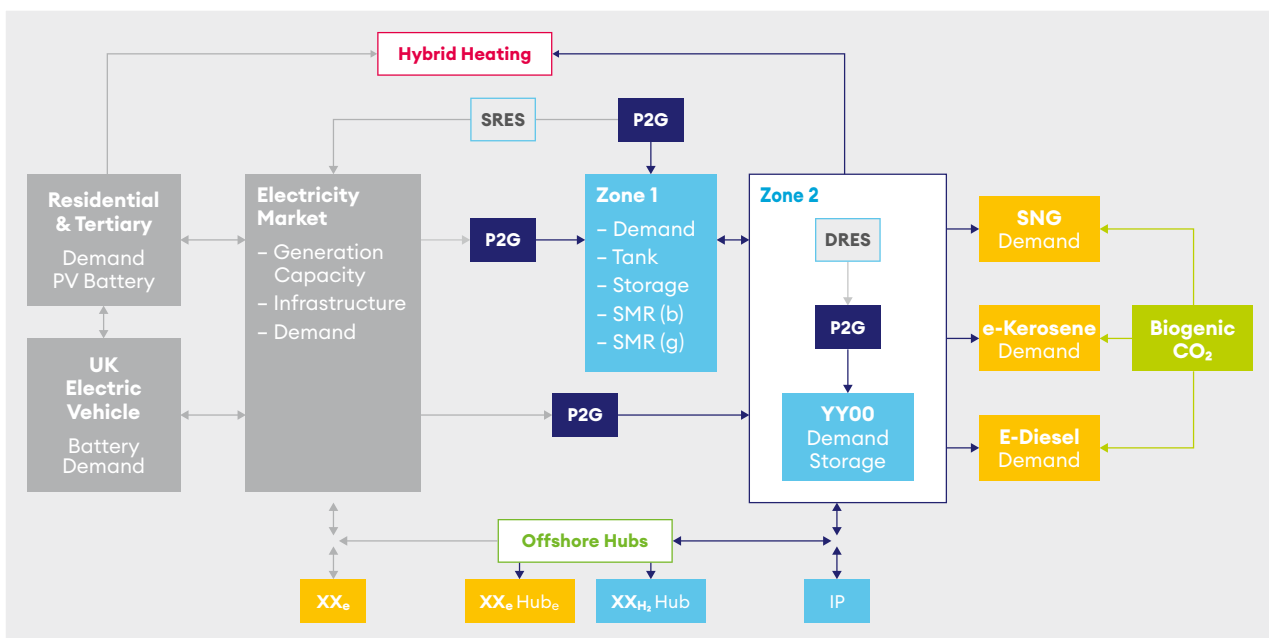 Hybrid Heating
SRES
P2G
Residential
& Tertiary
Demand
PV Battery
Electricity
Market
– Generation
Capacity
– Infrastructure
– Demand
P2G
Zone 1
– Demand
– Tank
– Storage
– SMR (b)
– SMR (g)
Zone 2
DRES
P2G
YY00
Demand
Storage
SNG
Demand
e-Kerosene
Demand
E-Diesel
Demand
Biogenic
CO₂
UK
Electric
Vehicle
Battery
Demand
P2G
Offshore Hubs
XXₑ
XXₑ Hubₑ
XX_H₂ Hub
IP